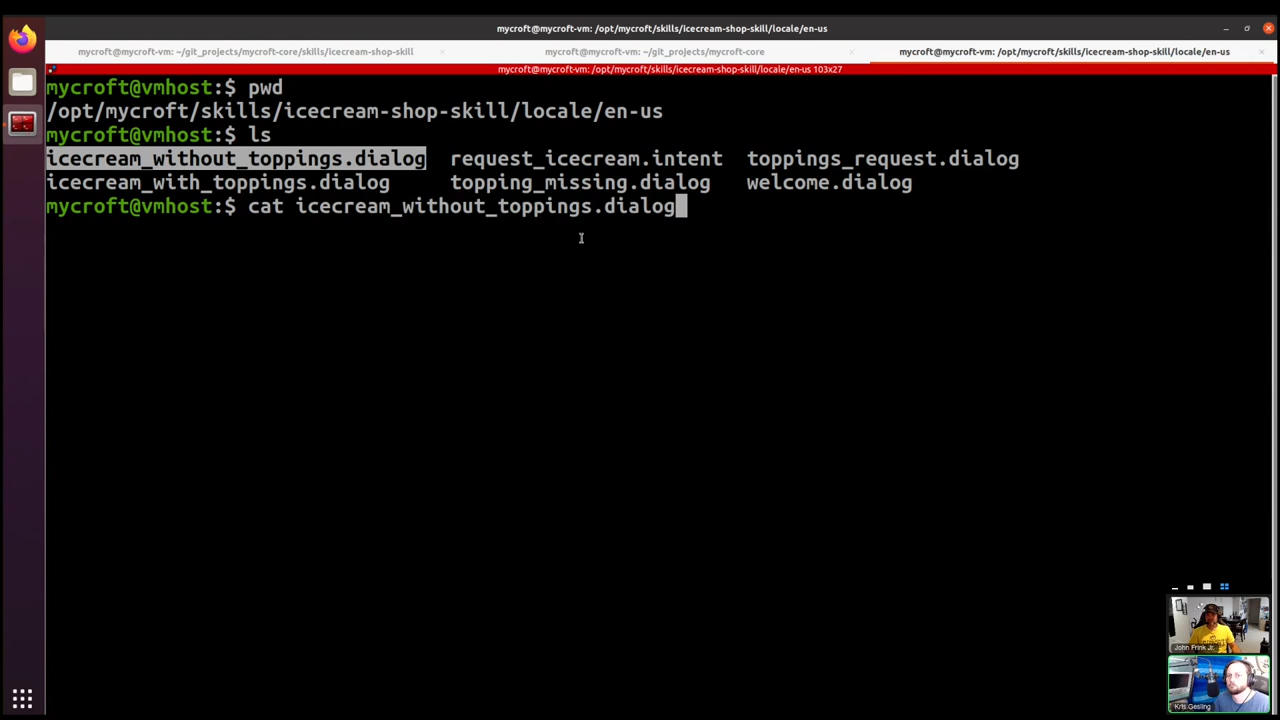 mycroft@mycroft-vm: /opt/mycroft/skills/icecream-shop-skill/locale/en-us
mycroft@mycroft-vm: ~/git_projects/mycroft-core/skills/icecream-shop-skill
mycroft@mycroft-vm: ~/git_projects/mycroft-core
mycroft@mycroft-vm: /opt/mycroft/skills/icecream-shop-skill/locale/en-us
mycroft@mycroft-vm: /opt/mycroft/skills/icecream-shop-skill/locale/en-us 103x27
mycroft@vmhost:$ pwd
/opt/mycroft/skills/icecream-shop-skill/locale/en-us
mycroft@vmhost:$ ls
icecream_without_toppings.dialog request_icecream.intent toppings_request.dialog
icecream_with_toppings.dialog topping_missing.dialog welcome.dialog
mycroft@vmhost:$ cat icecream_without_toppings.dialog
John Frink Jr.
Kris Gesling